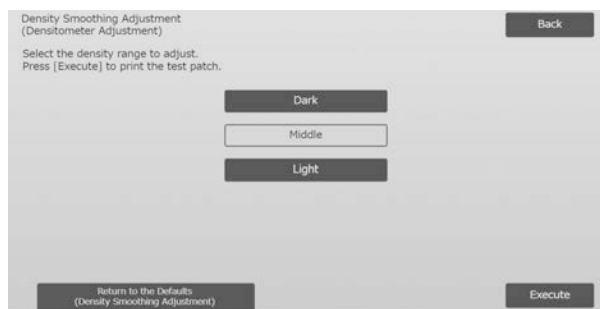 Density Smoothing Adjustment
(Densitometer Adjustment)
Back
Select the density range to adjust.
Press [Execute] to print the test patch.
Dark
Middle
Light
Return to the Defaults
(Density Smoothing Adjustment)
Execute